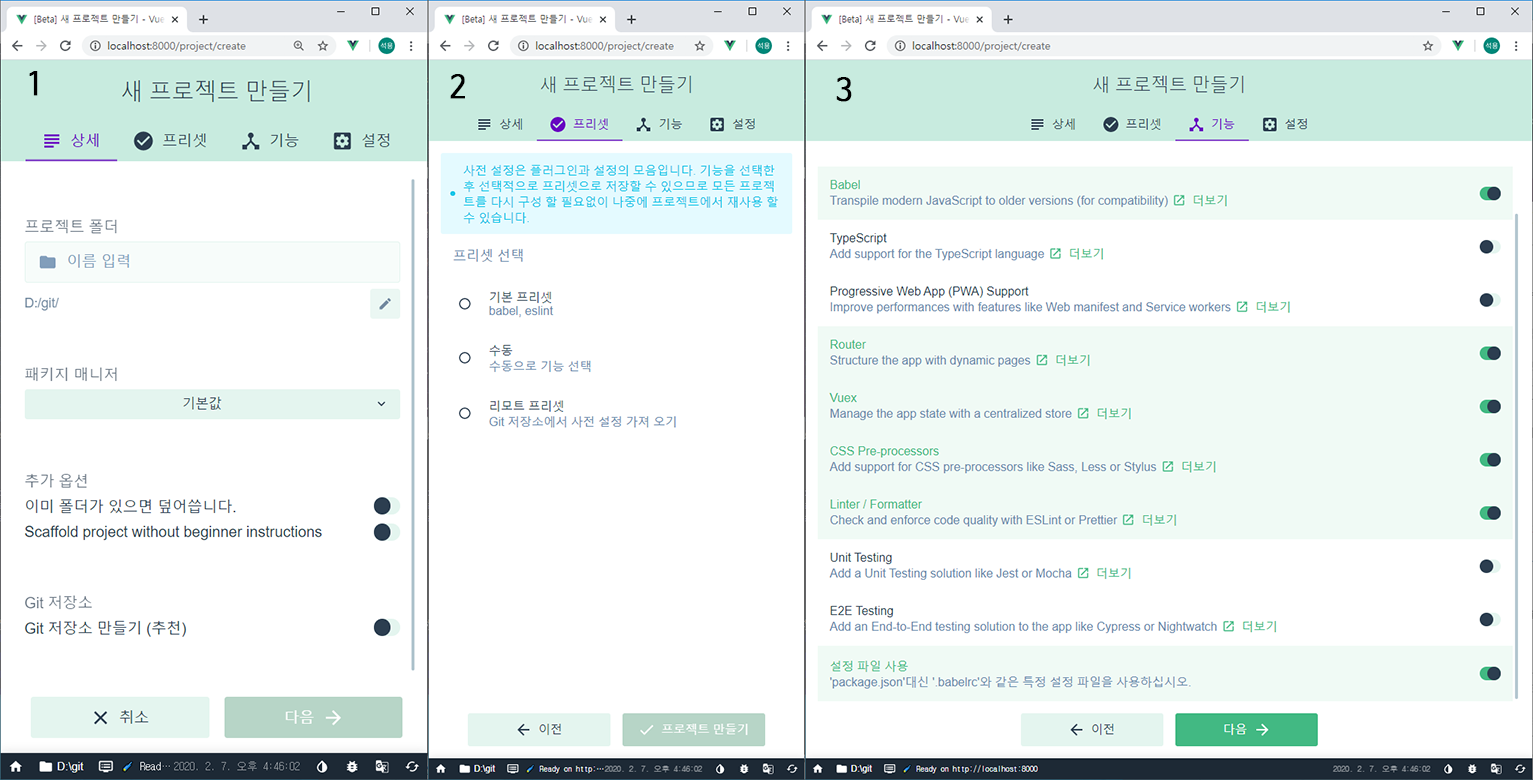 [Beta] 새 프로젝트 만들기 - Vue
localhost:8000/project/create
1
새 프로젝트 만들기
상세
프리셋
기능
설정
프로젝트 폴더
이름 입력
D:/git/
패키지 매니저
기본값
추가 옵션
이미 폴더가 있으면 덮어씁니다.
Scaffold project without beginner instructions
Git 저장소
Git 저장소 만들기 (추천)
취소
다음
D:\git
Read…
2020. 2. 7. 오후 4:46:02
[Beta] 새 프로젝트 만들기 - Vue
localhost:8000/project/create
석용
2
새 프로젝트 만들기
상세
프리셋
기능
설정
사전 설정은 플러그인과 설정의 모음입니다. 기능을 선택한
후 선택적으로 프리셋으로 저장할 수 있으므로 모든 프로젝
트를 다시 구성 할 필요없이 나중에 프로젝트에서 재사용 할
수 있습니다.
프리셋 선택
기본 프리셋
babel, eslint
수동
수동으로 기능 선택
리모트 프리셋
Git 저장소에서 사전 설정 가져 오기
이전
프로젝트 만들기
D:\git
Ready on http:…
2020. 2. 7. 오후 4:46:02
[Beta] 새 프로젝트 만들기 - Vue
localhost:8000/project/create
석용
3
새 프로젝트 만들기
상세
프리셋
기능
설정
Babel
Transpile modern JavaScript to older versions (for compatibility) 더보기
TypeScript
Add support for the TypeScript language 더보기
Progressive Web App (PWA) Support
Improve performances with features like Web manifest and Service workers 더보기
Router
Structure the app with dynamic pages 더보기
Vuex
Manage the app state with a centralized store 더보기
CSS Pre-processors
Add support for CSS pre-processors like Sass, Less or Stylus 더보기
Linter / Formatter
Check and enforce code quality with ESLint or Prettier 더보기
Unit Testing
Add a Unit Testing solution like Jest or Mocha 더보기
E2E Testing
Add an End-to-End testing solution to the app like Cypress or Nightwatch 더보기
설정 파일 사용
'package.json'대신 '.babelrc'와 같은 특정 설정 파일을 사용하십시오.
이전
다음
D:\git
Ready on http://localhost:8000
2020. 2. 7. 오후 4:46:02